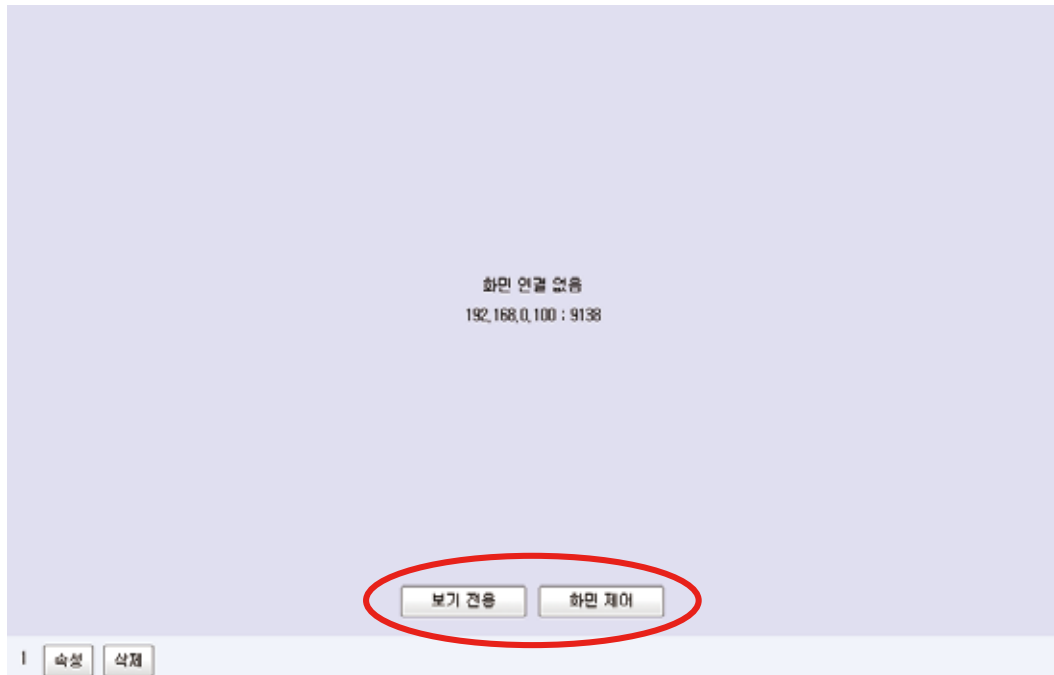 화면 연결 없음
192.168.0.100 : 9138
보기 전용 화면 제어
1 속성 삭제